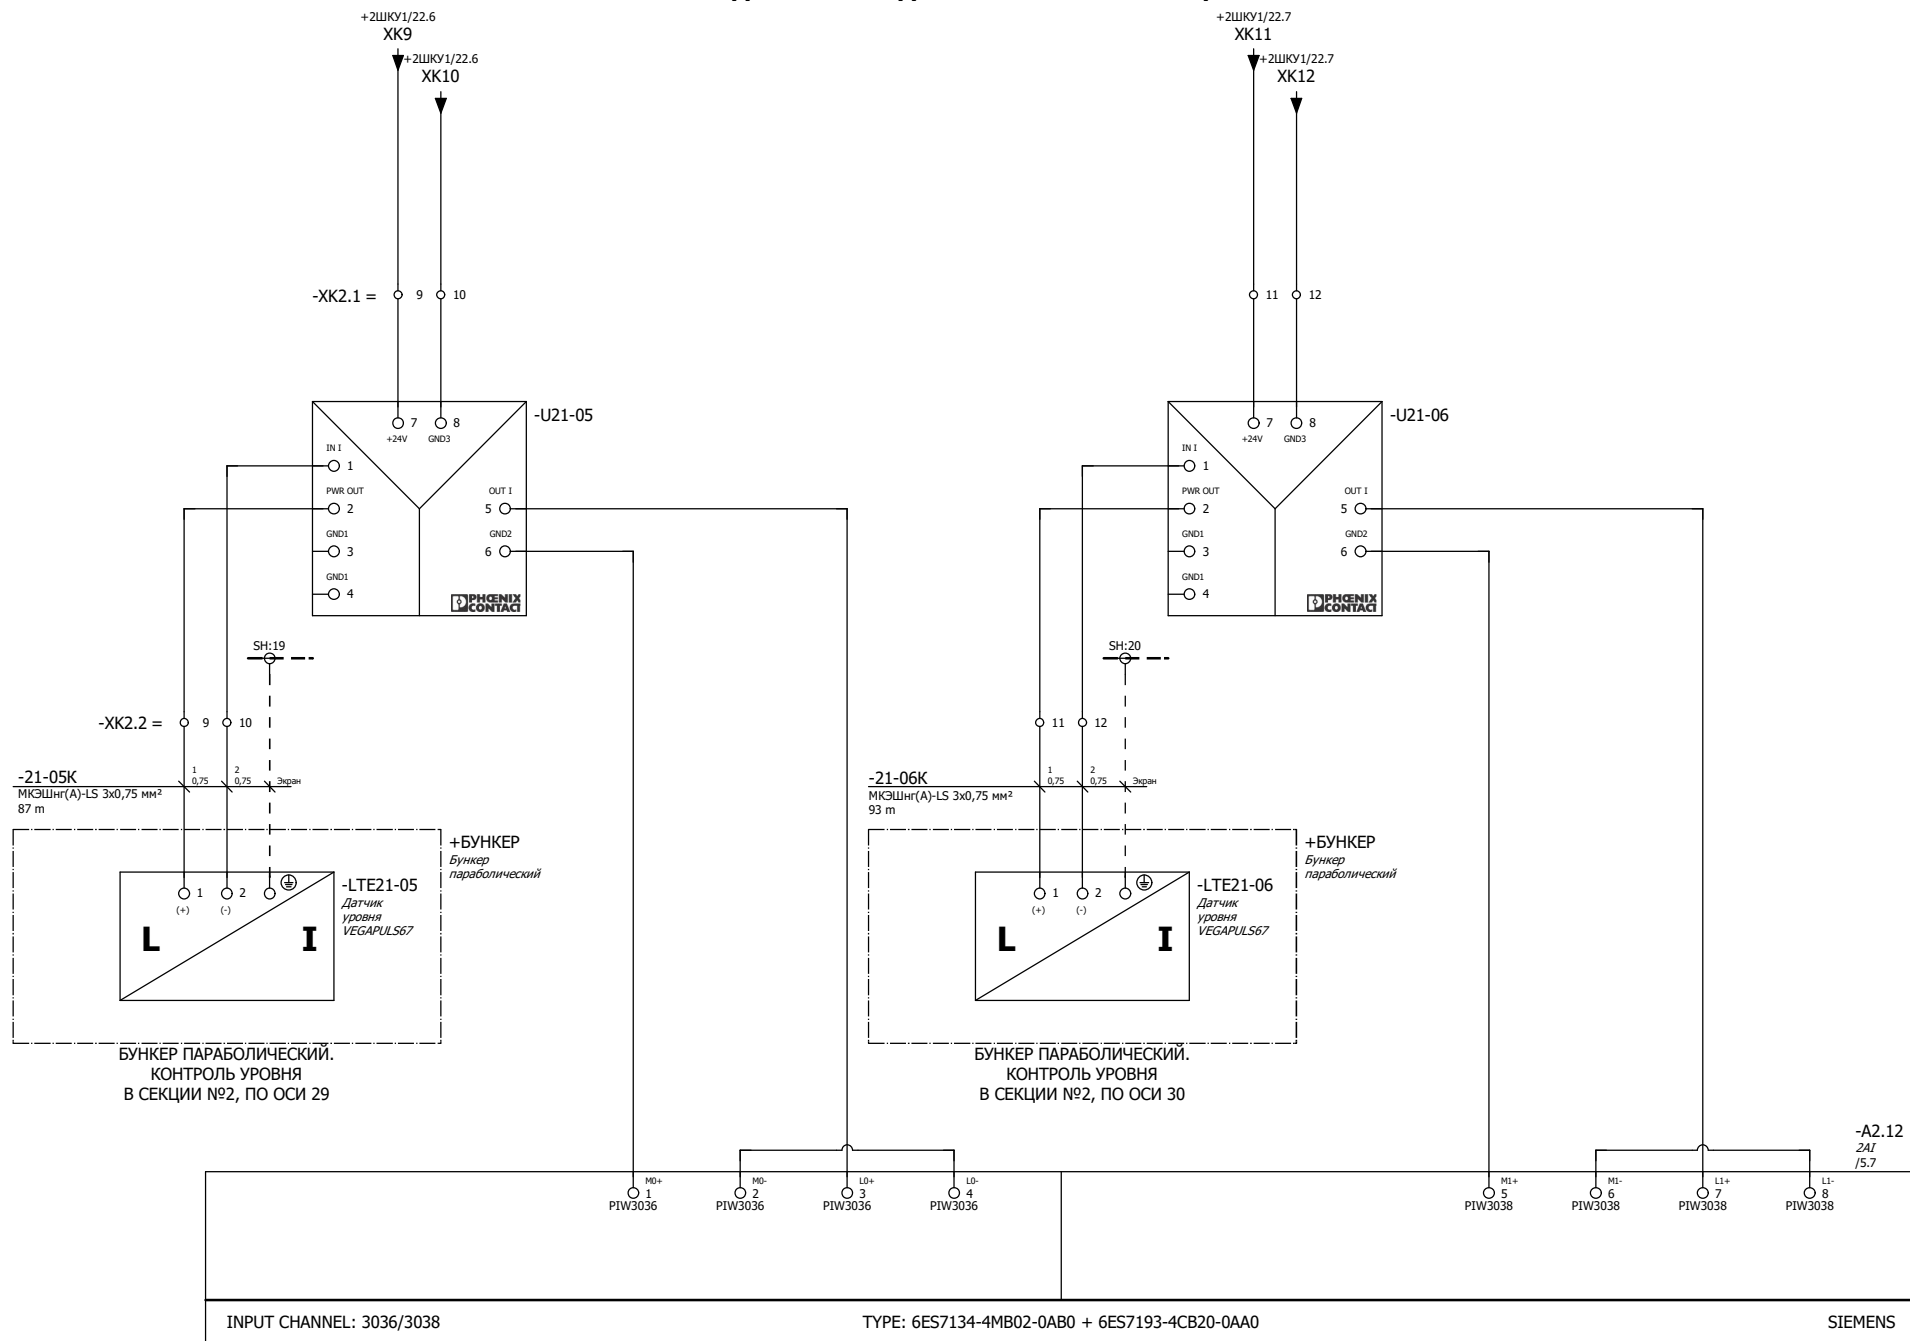 +2ШКУ1/22.6
XK9
+2ШКУ1/22.6
XK10
+2ШКУ1/22.7
XK11
+2ШКУ1/22.7
XK12
-XK2.1 =
9
10
11
12
-U21-05
7
8
+24V
GND3
IN I
1
PWR OUT
2
GND1
3
GND1
4
OUT I
5
GND2
6
PHŒNIX
CONTACT
-U21-06
7
8
+24V
GND3
IN I
1
PWR OUT
2
GND1
3
GND1
4
OUT I
5
GND2
6
PHŒNIX
CONTACT
SH:19
SH:20
-XK2.2 =
9
10
11
12
-21-05K
МКЭШнг(А)-LS 3x0,75 мм²
87 m
1
0,75
2
0,75
Экран
-21-06K
МКЭШнг(А)-LS 3x0,75 мм²
93 m
1
0,75
2
0,75
Экран
+БУНКЕР
Бункер
параболический
-LTE21-05
Датчик
уровня
VEGAPULS67
1
2
(+)
(-)
L
I
БУНКЕР ПАРАБОЛИЧЕСКИЙ.
КОНТРОЛЬ УРОВНЯ
В СЕКЦИИ №2, ПО ОСИ 29
+БУНКЕР
Бункер
параболический
-LTE21-06
Датчик
уровня
VEGAPULS67
1
2
(+)
(-)
L
I
БУНКЕР ПАРАБОЛИЧЕСКИЙ.
КОНТРОЛЬ УРОВНЯ
В СЕКЦИИ №2, ПО ОСИ 30
-A2.12
2AI
/5.7
M0+
1
PIW3036
M0-
2
PIW3036
L0+
3
PIW3036
L0-
4
PIW3036
M1+
5
PIW3038
M1-
6
PIW3038
L1+
7
PIW3038
L1-
8
PIW3038
INPUT CHANNEL: 3036/3038
TYPE: 6ES7134-4MB02-0AB0 + 6ES7193-4CB20-0AA0
SIEMENS